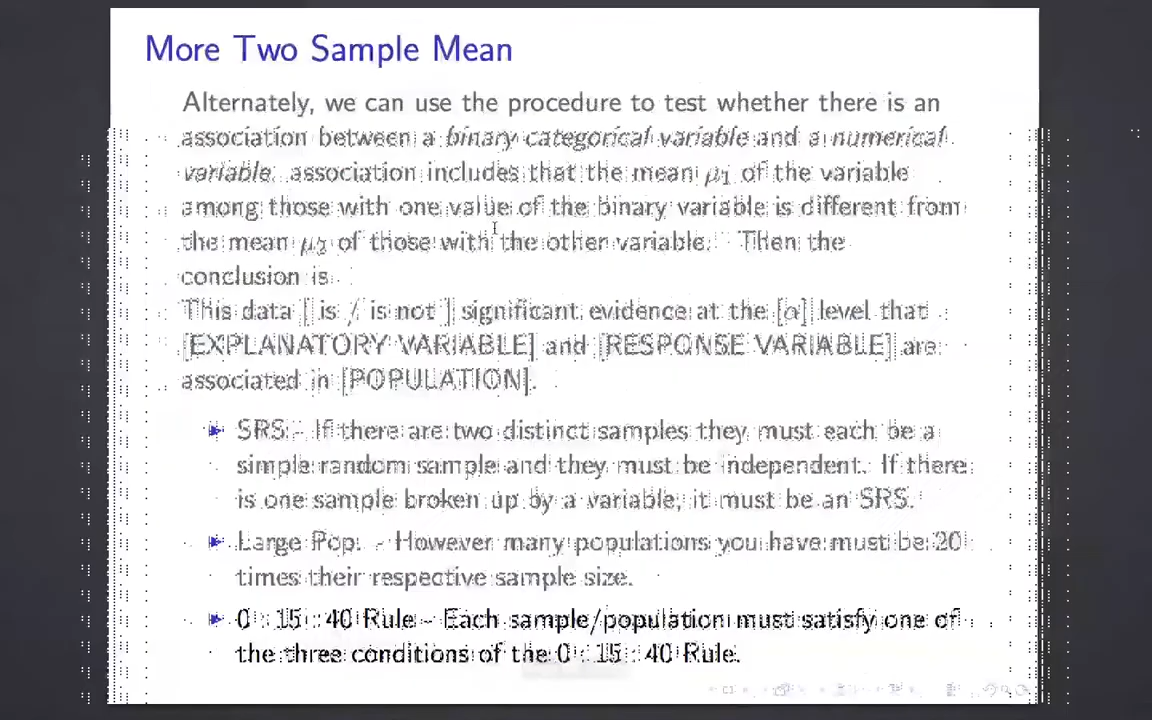 More Two Sample Mean
Alternately, we can use the procedure to test whether there is an
association between a binary categorical variable and a numerical
variable. association includes that the mean μ₁ of the variable
among those with one value of the binary variable is different from
the mean μ₂ of those with the other variable. Then the
conclusion is
This data [ is / is not ] significant evidence at the [α] level that
[EXPLANATORY VARIABLE] and [RESPONSE VARIABLE] are
associated in [POPULATION].
▶ SRS - If there are two distinct samples they must each be a
simple random sample and they must be independent. If there
is one sample broken up by a variable, it must be an SRS.
▶ Large Pop. - However many populations you have must be 20
times their respective sample size.
▶ 0 : 15 : 40 Rule - Each sample/population must satisfy one of
the three conditions of the 0 : 15 : 40 Rule.